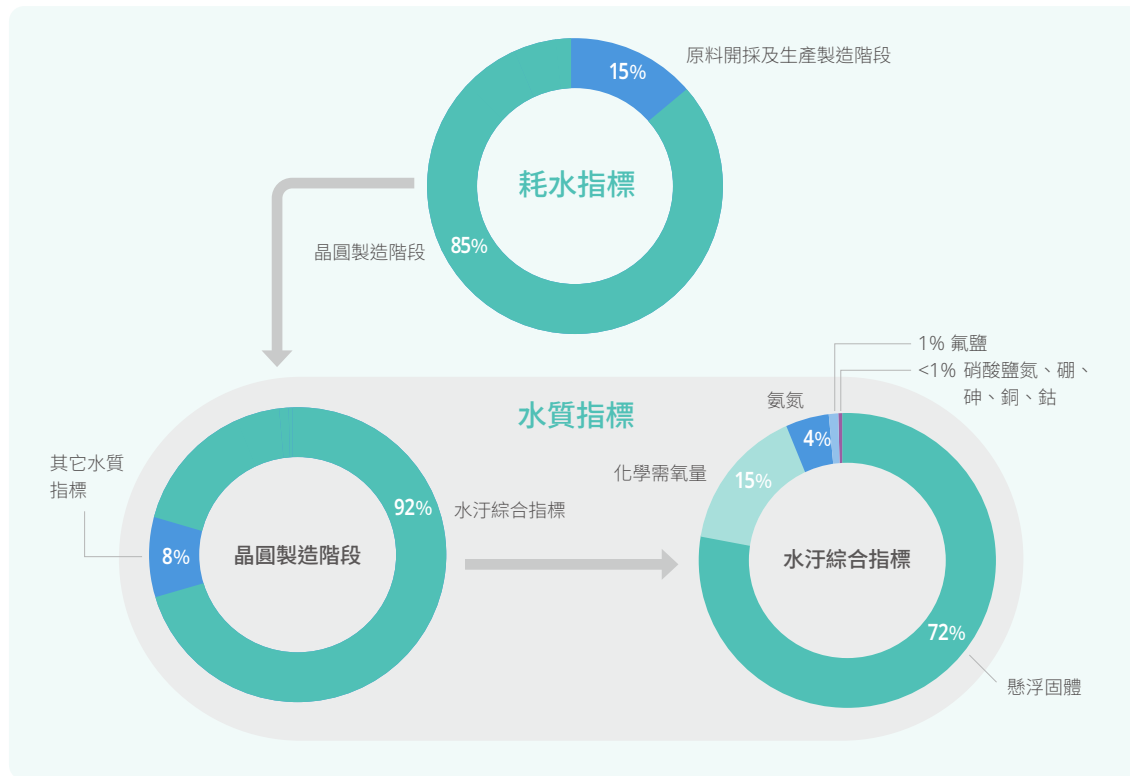 15%
原料開採及生產製造階段
耗水指標
85%
晶圓製造階段
水質指標
其它水質
指標
8%
92%
水汙綜合指標
晶圓製造階段
1% 氟鹽
<1% 硝酸鹽氮、硼、
砷、銅、鈷
氨氮
4%
化學需氧量
15%
水汙綜合指標
72%
懸浮固體